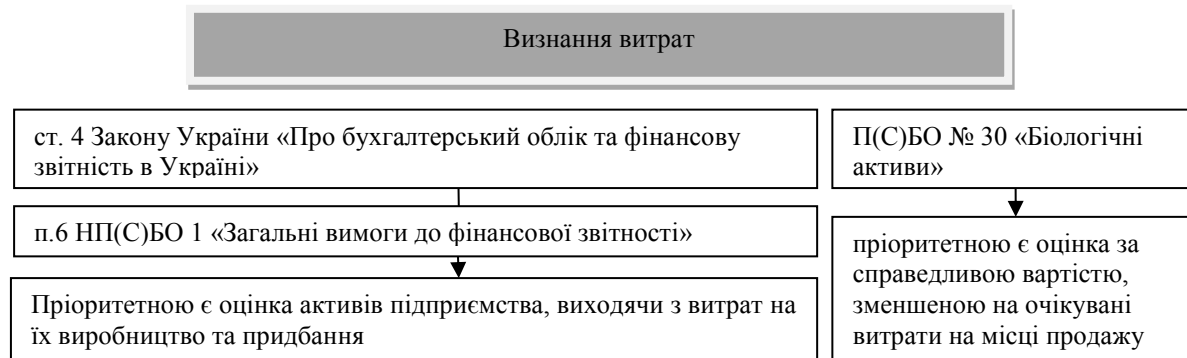 Визнання витрат
ст. 4 Закону України «Про бухгалтерський облік та фінансову
звітність в Україні»
п.6 НП(С)БО 1 «Загальні вимоги до фінансової звітності»
Пріоритетною є оцінка активів підприємства, виходячи з витрат на
їх виробництво та придбання
П(С)БО № 30 «Біологічні
активи»
пріоритетною є оцінка за
справедливою вартістю,
зменшеною на очікувані
витрати на місці продажу